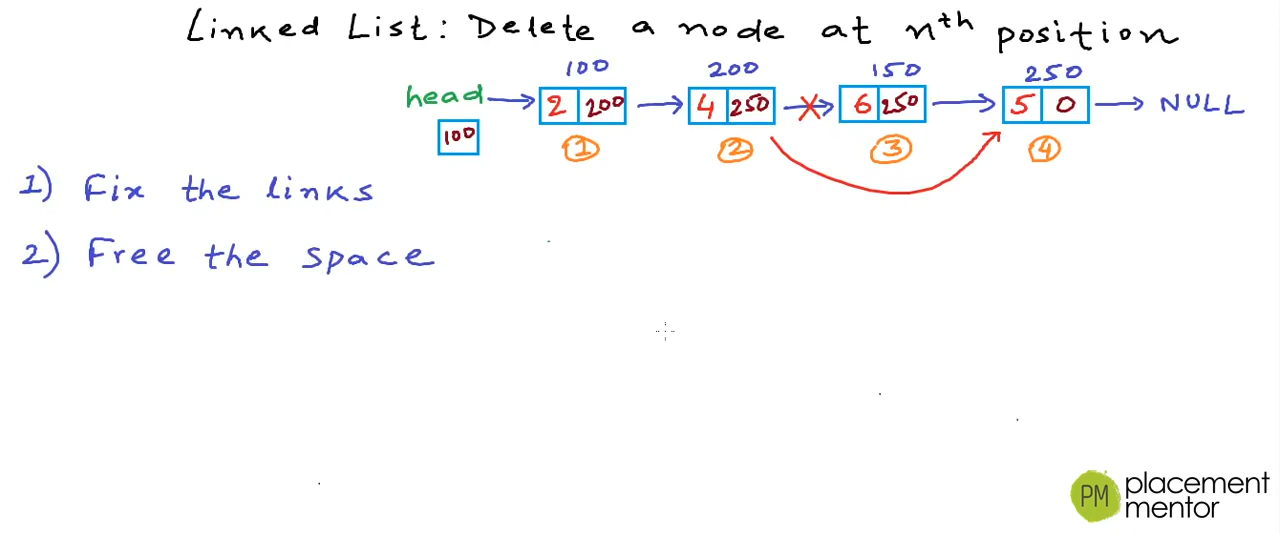 Linked List: Delete a node at nth position
100 200 150 250
head 2 200 4 250 6 250 5 0 NULL
100 1 2 3 4
1) Fix the links
2) Free the space
PM placement
mentor